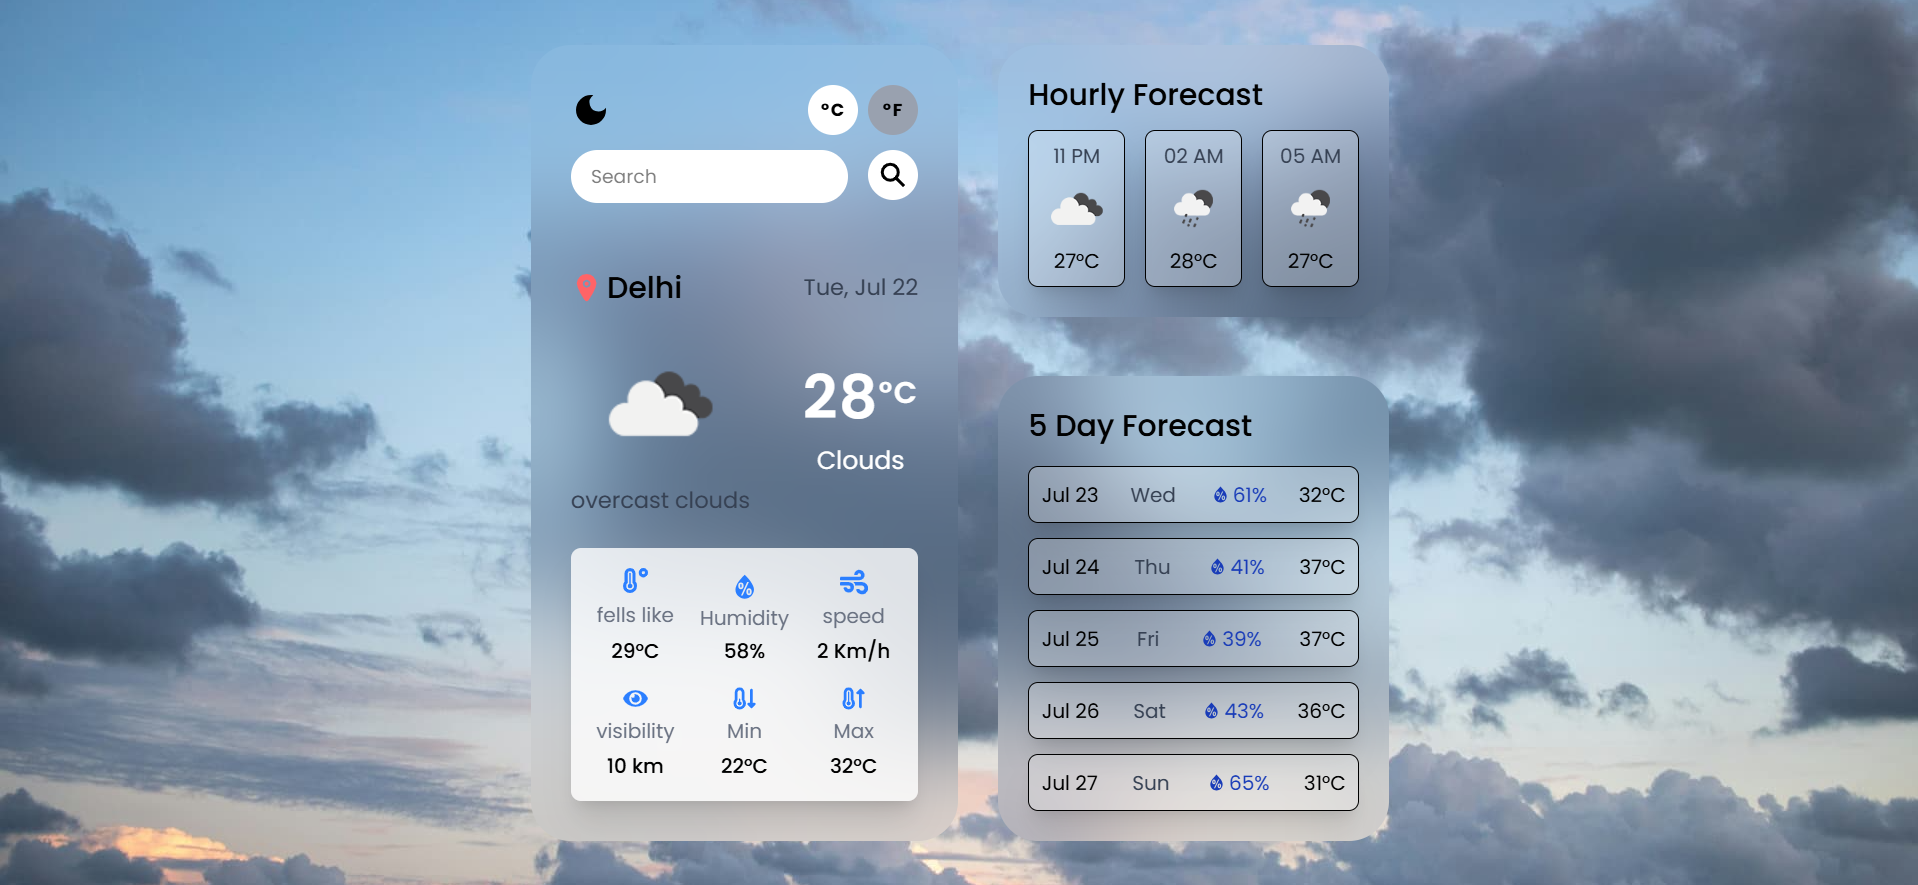 °C °F
Search
Delhi Tue, Jul 22
28°C
Clouds
overcast clouds
fells like Humidity speed
29°C 58% 2 Km/h
visibility Min Max
10 km 22°C 32°C
Hourly Forecast
11 PM 02 AM 05 AM
27°C 28°C 27°C
5 Day Forecast
Jul 23 Wed 61% 32°C
Jul 24 Thu 41% 37°C
Jul 25 Fri 39% 37°C
Jul 26 Sat 43% 36°C
Jul 27 Sun 65% 31°C